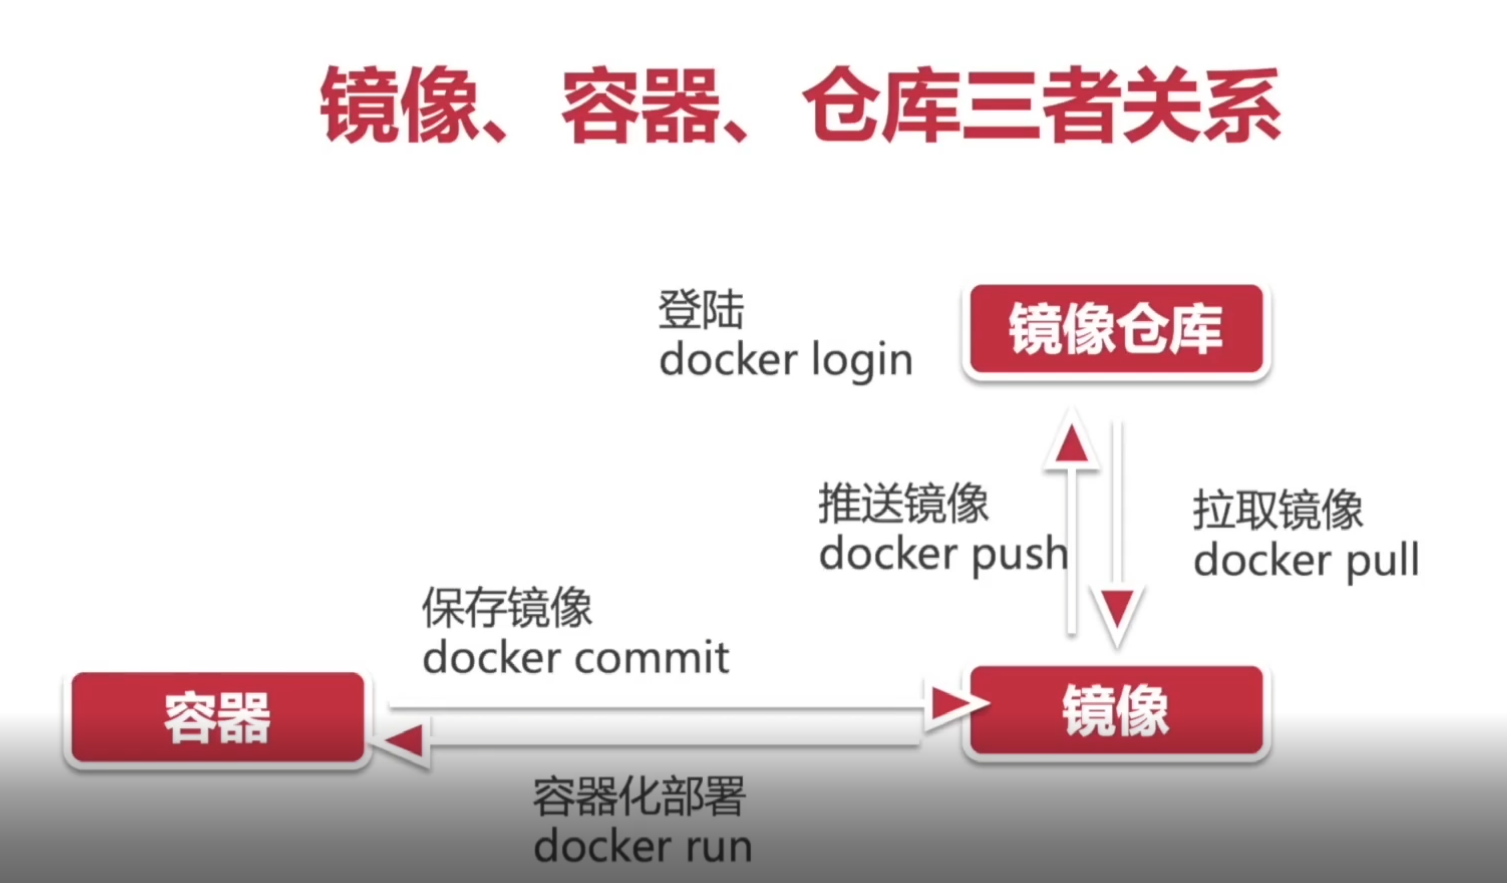 镜像、容器、仓库三者关系
登陆
docker login
镜像仓库
推送镜像
docker push
拉取镜像
docker pull
保存镜像
docker commit
容器
镜像
容器化部署
docker run